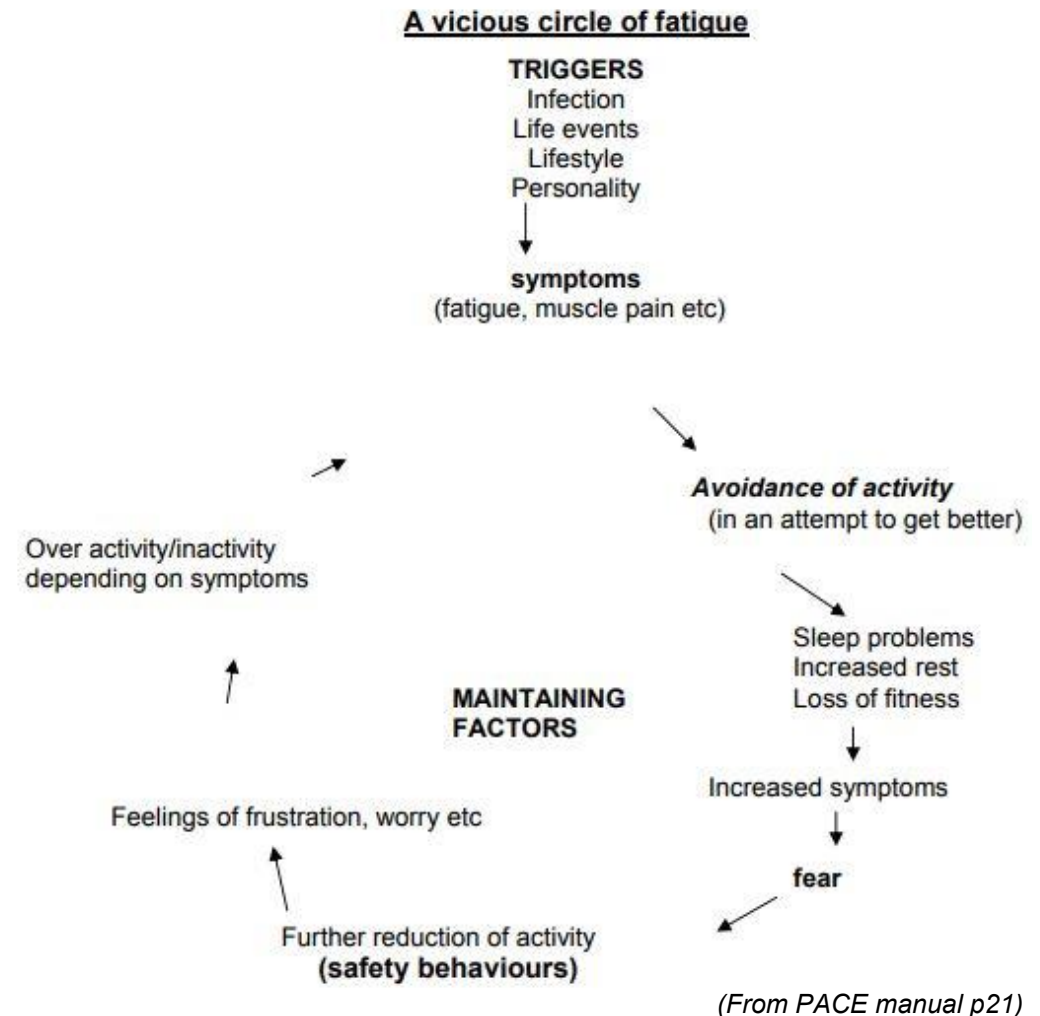 A vicious circle of fatigue
TRIGGERS
Infection
Life events
Lifestyle
Personality
symptoms
(fatigue, muscle pain etc)
Avoidance of activity
(in an attempt to get better)
Sleep problems
Increased rest
Loss of fitness
Increased symptoms
fear
Further reduction of activity
(safety behaviours)
Feelings of frustration, worry etc
Over activity/inactivity
depending on symptoms
MAINTAINING
FACTORS
(From PACE manual p21)